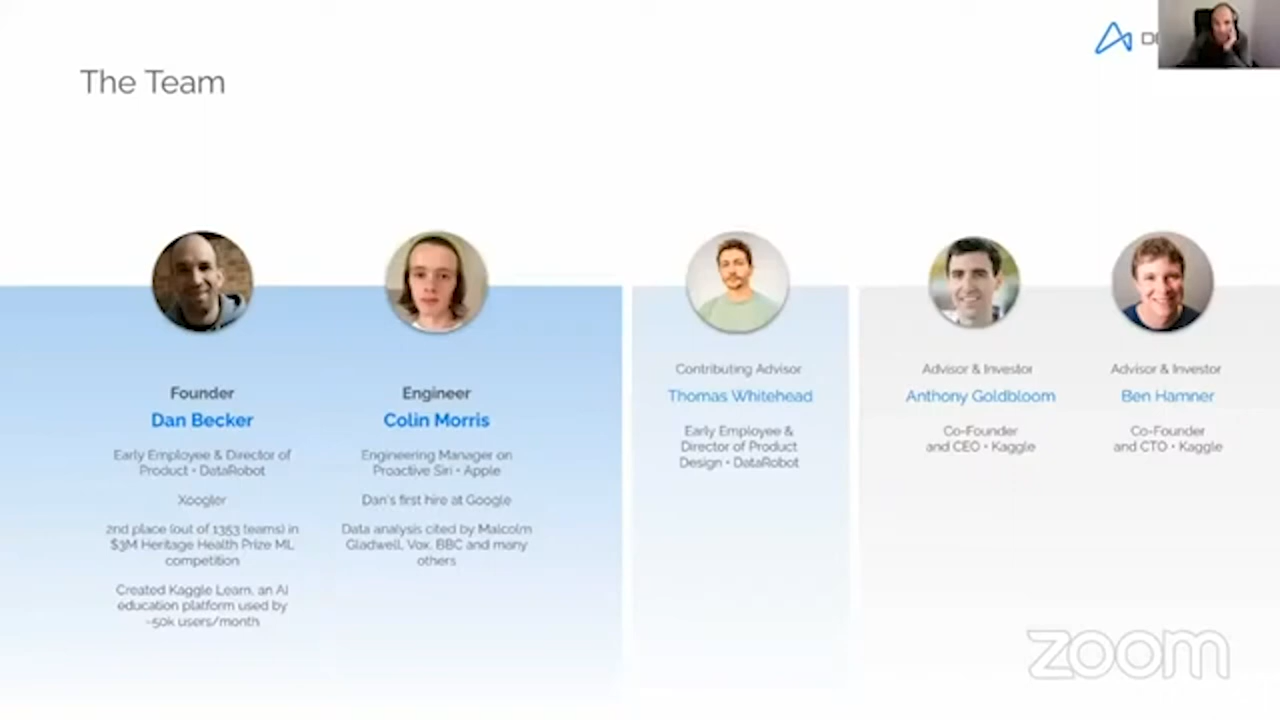 The Team
Founder
Dan Becker
Early Employee & Director of
Product • DataRobot
Xoogler
2nd place (out of 1353 teams) in
$3M Heritage Health Prize ML
competition
Created Kaggle Learn, an AI
education platform used by
~50k users/month
Engineer
Colin Morris
Engineering Manager on
Proactive Siri • Apple
Dan's first hire at Google
Data analysis cited by Malcolm
Gladwell, Vox, BBC and many
others
Contributing Advisor
Thomas Whitehead
Early Employee &
Director of Product
Design • DataRobot
Advisor & Investor
Anthony Goldbloom
Co-Founder
and CEO • Kaggle
Advisor & Investor
Ben Hamner
Co-Founder
and CTO • Kaggle
zoom